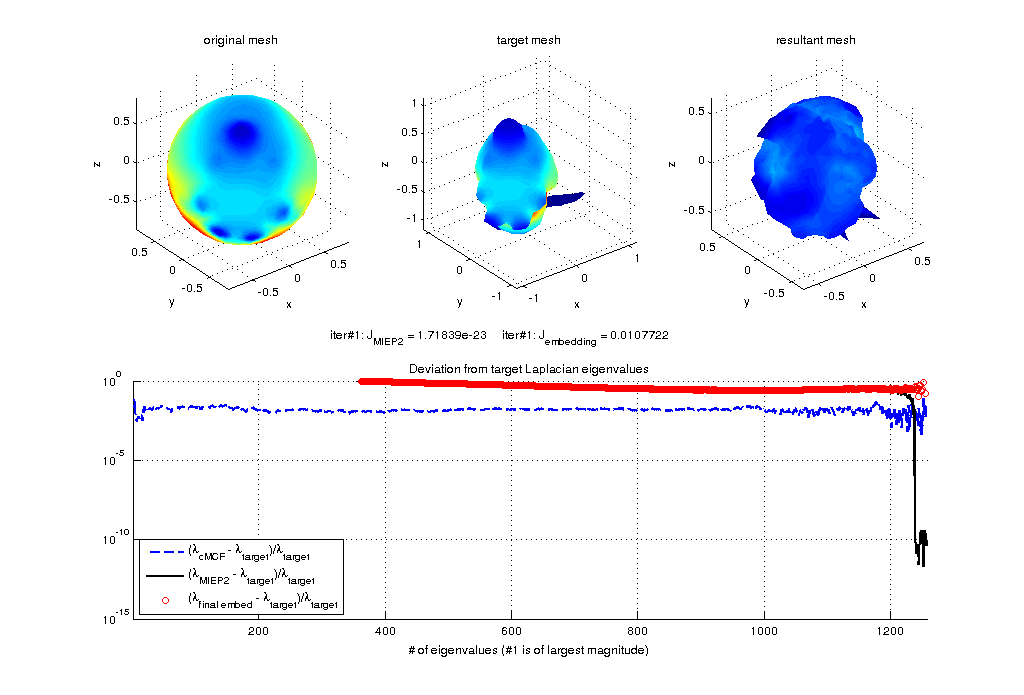 original mesh
target mesh
resultant mesh
0.5
0
-0.5
z
0.5
0
-0.5
y
-0.5
0
0.5
x
1
0.5
0
-0.5
-1
z
1
0
-1
y
-1
0
1
x
0.5
0
-0.5
z
0.5
0
-0.5
y
-0.5
0
0.5
x
iter#1: J_MIEP2 = 1.71839e-23 iter#1: J_embedding = 0.0107722
Deviation from target Laplacian eigenvalues
10^0
10^-5
10^-10
10^-15
(λ_cMCF - λ_target)/λ_target
(λ_MIEP2 - λ_target)/λ_target
(λ_final embed - λ_target)/λ_target
200 400 600 800 1000 1200
# of eigenvalues (#1 is of largest magnitude)